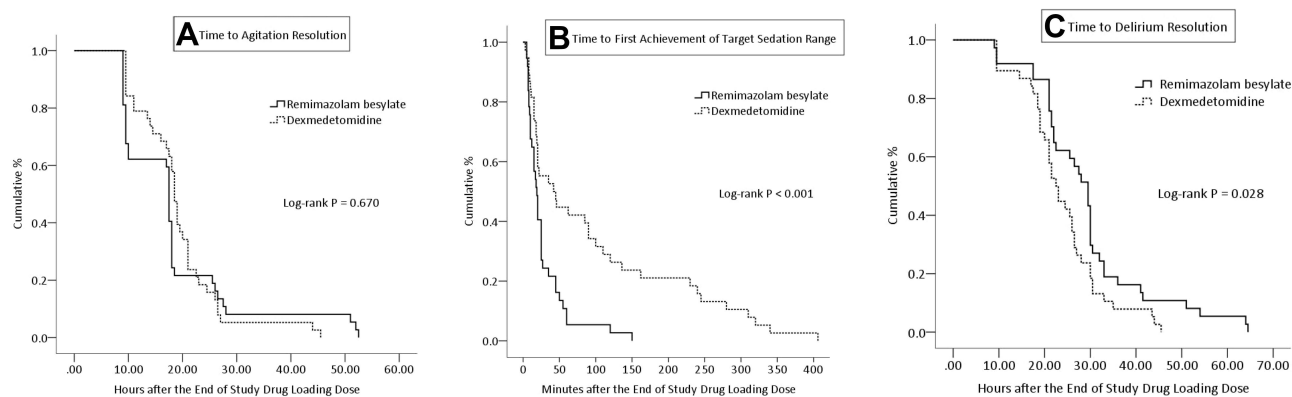 A Time to Agitation Resolution
1.0
0.8
0.6
0.4
0.2
0.0
Cumulative %
Remimazolam besylate
Dexmedetomidine
Log-rank P = 0.670
.00 10.00 20.00 30.00 40.00 50.00 60.00
Hours after the End of Study Drug Loading Dose
B Time to First Achievement of Target Sedation Range
1.0
0.8
0.6
0.4
0.2
0.0
Cumulative %
Remimazolam besylate
Dexmedetomidine
Log-rank P < 0.001
0 50 100 150 200 250 300 350 400
Minutes after the End of Study Drug Loading Dose
C Time to Delirium Resolution
1.0
0.8
0.6
0.4
0.2
0.0
Cumulative %
Remimazolam besylate
Dexmedetomidine
Log-rank P = 0.028
.00 10.00 20.00 30.00 40.00 50.00 60.00 70.00
Hours after the End of Study Drug Loading Dose